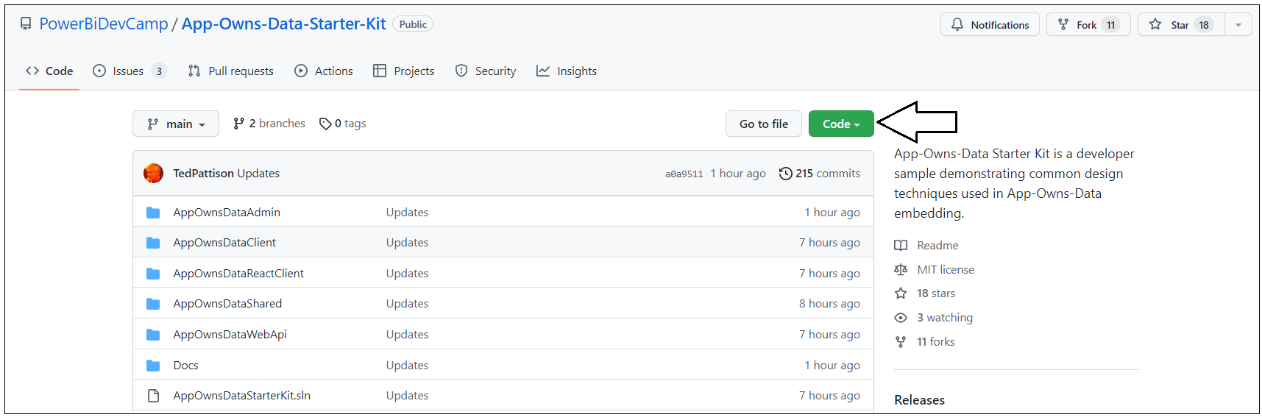 PowerBiDevCamp / App-Owns-Data-Starter-Kit Public
Notifications Fork 11 Star 18
Code Issues 3 Pull requests Actions Projects Security Insights
main 2 branches 0 tags Go to file Code
TedPattison Updates a0a9511 1 hour ago 215 commits
AppOwnsDataAdmin Updates 1 hour ago
AppOwnsDataClient Updates 7 hours ago
AppOwnsDataReactClient Updates 7 hours ago
AppOwnsDataShared Updates 8 hours ago
AppOwnsDataWebApi Updates 7 hours ago
Docs Updates 1 hour ago
AppOwnsDataStarterKit.sln Updates 7 hours ago
App-Owns-Data Starter Kit is a developer
sample demonstrating common design
techniques used in App-Owns-Data
embedding.
Readme
MIT license
18 stars
3 watching
11 forks
Releases